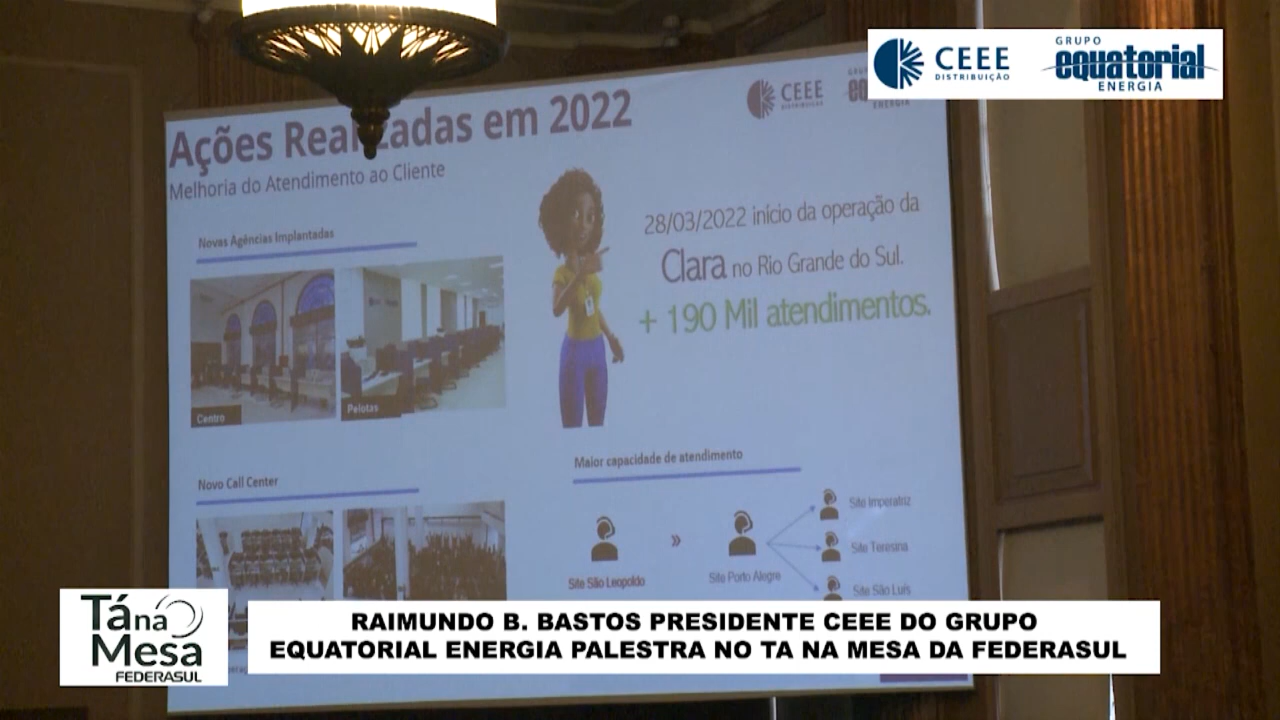 CEEE
DISTRIBUIÇÃO
GRUPO
equatorial
ENERGIA
Ações Realizadas em 2022
Melhoria do Atendimento ao Cliente
CEEE
ENERGIA
Novas Agências Implantadas
Centro
Pelotas
28/03/2022 início da operação da
Clara no Rio Grande do Sul.
+ 190 Mil atendimentos.
Novo Call Center
Maior capacidade de atendimento
Site São Leopoldo
»
Site Porto Alegre
Site Imperatriz
Site Teresina
Site São Luís
Tá na
Mesa
FEDERASUL
RAIMUNDO B. BASTOS PRESIDENTE CEEE DO GRUPO
EQUATORIAL ENERGIA PALESTRA NO TA NA MESA DA FEDERASUL